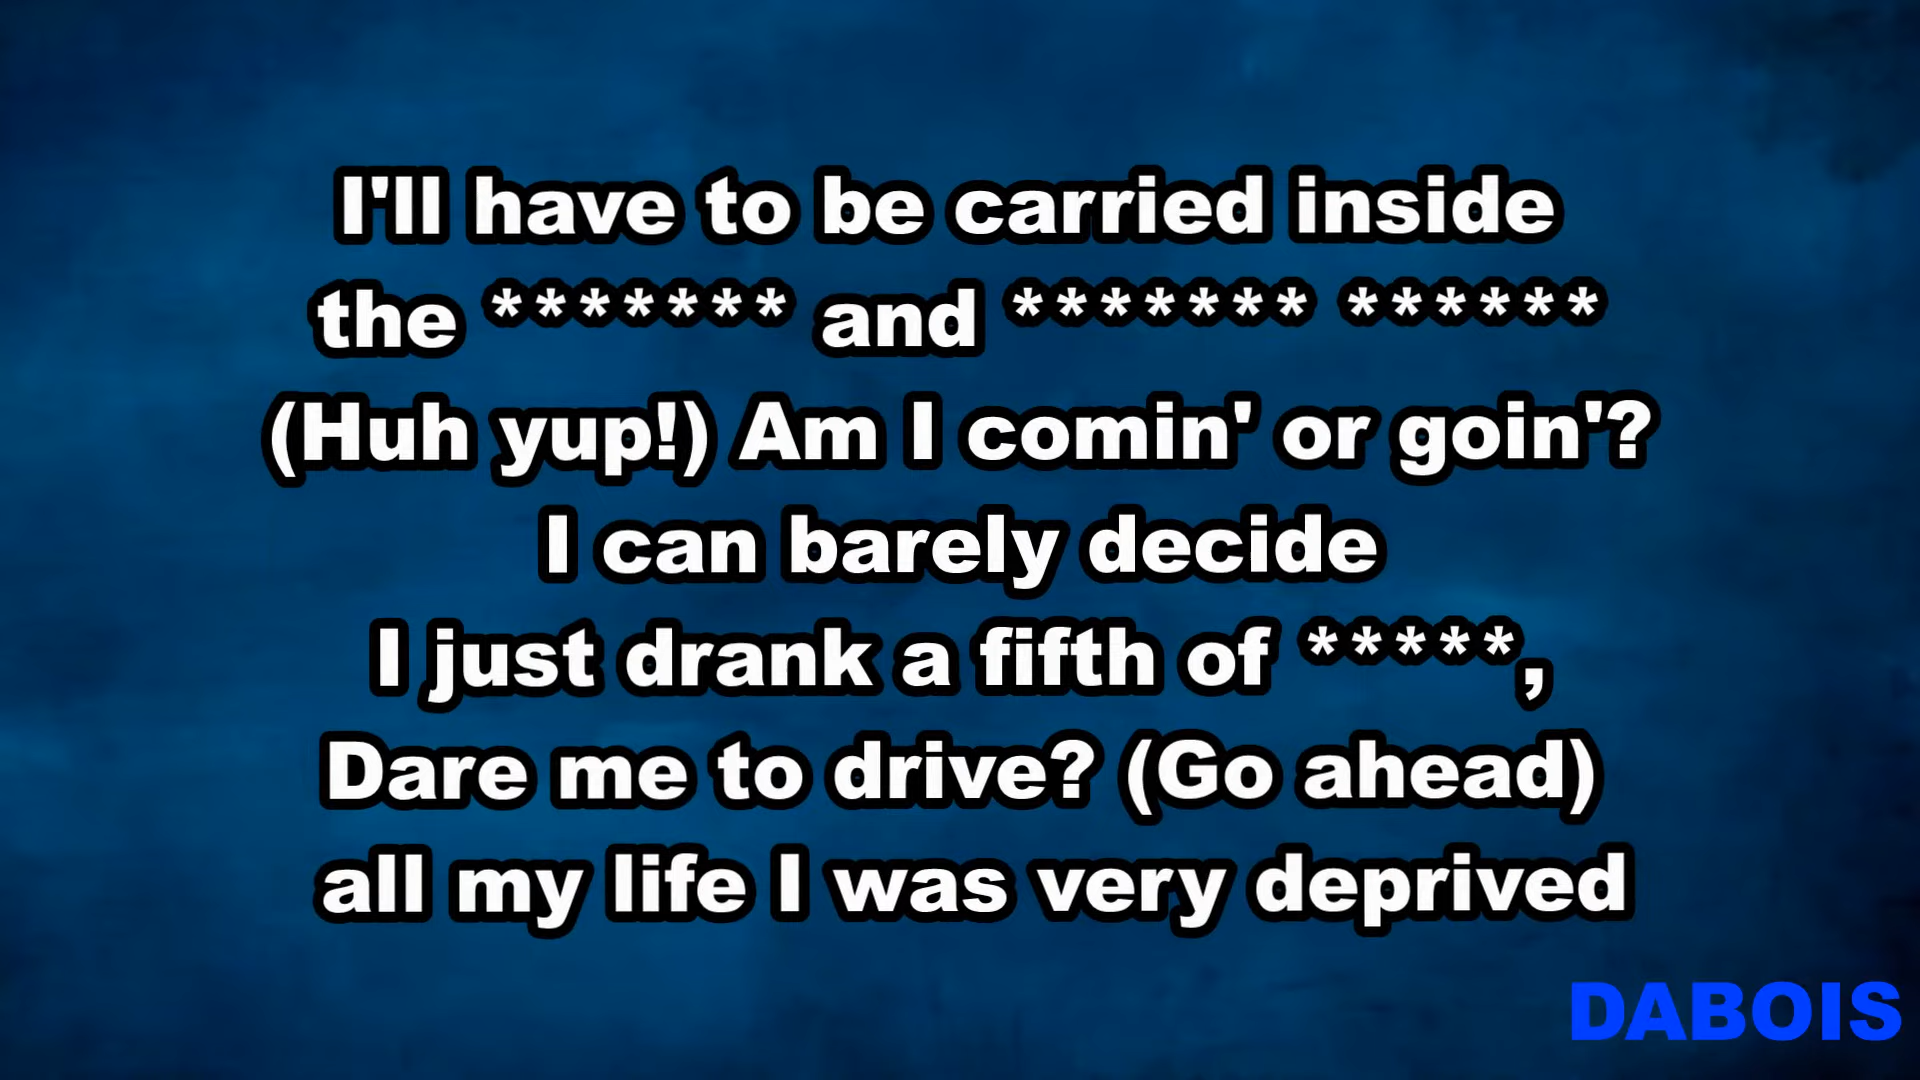 I'll have to be carried inside
the ******* and ******* ******
(Huh yup!) Am I comin' or goin'?
I can barely decide
I just drank a fifth of *****,
Dare me to drive? (Go ahead)
all my life I was very deprived
DABOIS